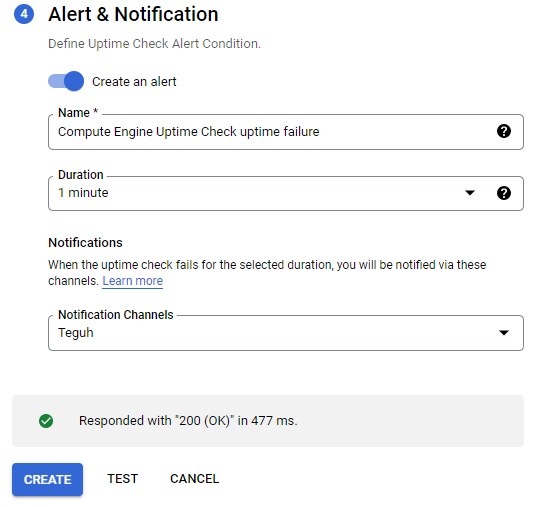 4 Alert & Notification
Define Uptime Check Alert Condition.
Create an alert
Name *
Compute Engine Uptime Check uptime failure
Duration
1 minute
Notifications
When the uptime check fails for the selected duration, you will be notified via these
channels. Learn more
Notification Channels
Teguh
Responded with "200 (OK)" in 477 ms.
CREATE TEST CANCEL